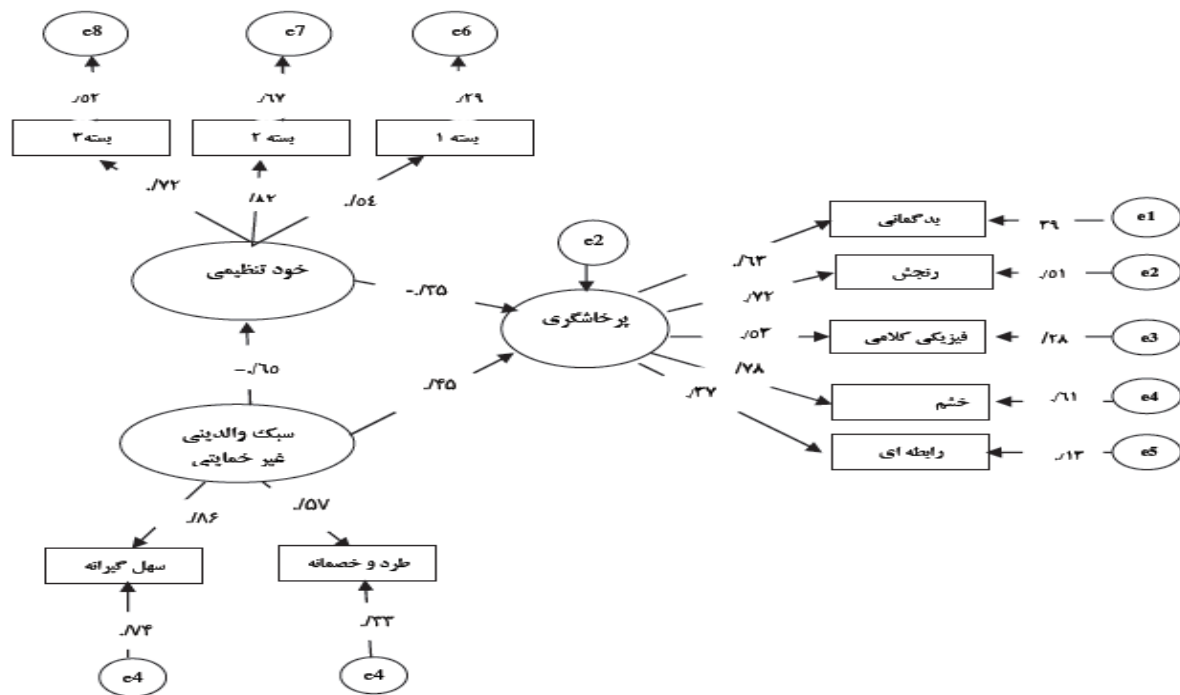 e8
e7
e6
./۵۲
./۶۷
./۲۹
بسته۳
بسته ۲
بسته ۱
./۷۲
/۸۲
./۵٤
خود تنظیمی
-./۳۵
-./٦۵
سبک والدینی
غیر حمایتی
./۴۵
./۸۶
./۵۷
سهل گیرانه
طرد و خصمانه
./۷۴
./۳۳
e4
e4
e2
پرخاشگری
./۶۳
./۷۲
./۵۳
/۷۸
./۳۷
بدگمانی
۳۹
e1
رنجش
./۵۱
e2
فیزیکی کلامی
/۲۸
e3
خشم
./۶۱
e4
رابطه ای
./۱۳
e5